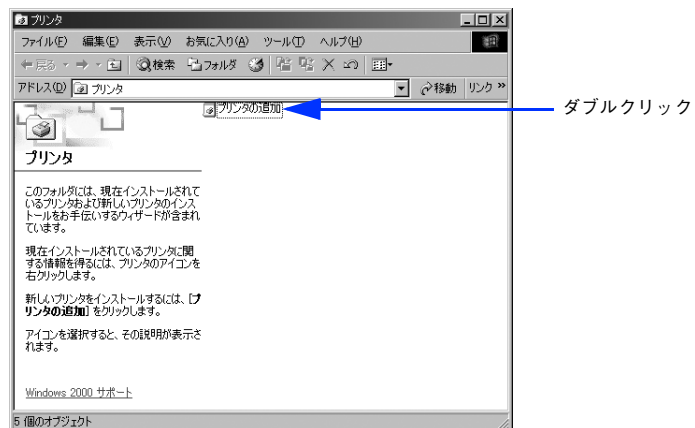 プリンタ
ファイル(F) 編集(E) 表示(V) お気に入り(A) ツール(T) ヘルプ(H)
戻る 検索 フォルダ
アドレス(D) プリンタ 移動 リンク »
プリンタの追加
ダブルクリック
プリンタ
このフォルダには、現在インストールされて
いるプリンタおよび新しいプリンタのインス
トールをお手伝いするウィザードが含まれ
ています。
現在インストールされているプリンタに関
する情報を得るには、プリンタのアイコンを
右クリックします。
新しいプリンタをインストールするには、[プ
リンタの追加] をクリックします。
アイコンを選択すると、その説明が表示さ
れます。
Windows 2000 サポート
5 個のオブジェクト